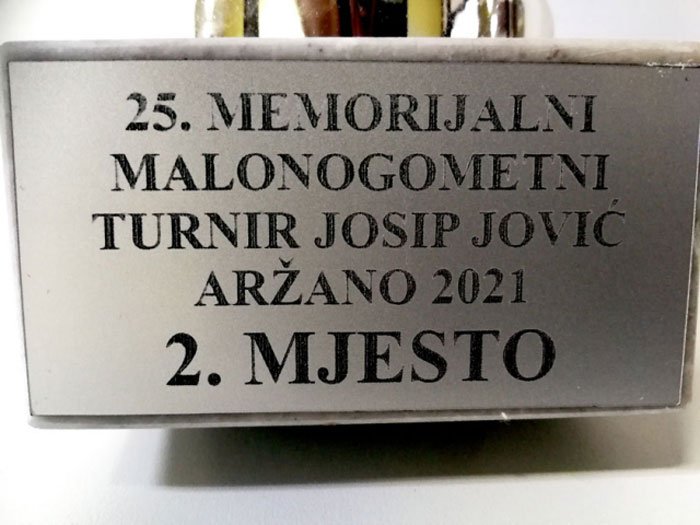 25. MEMORIJALNI
MALONOGOMETNI
TURNIR JOSIP JOVIĆ
ARŽANO 2021
2. MJESTO